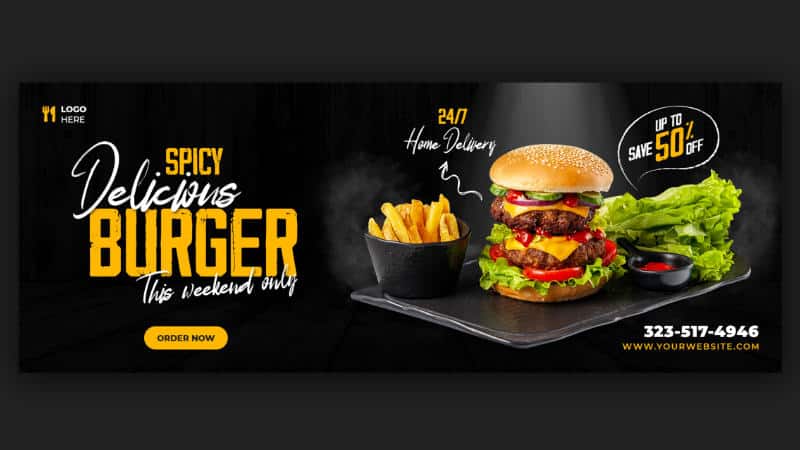 LOGO
HERE
SPICY
Delicious
BURGER
This weekend only
ORDER NOW
24/7
Home Delivery
UP TO
SAVE 50% OFF
323-517-4946
WWW.YOURWEBSITE.COM